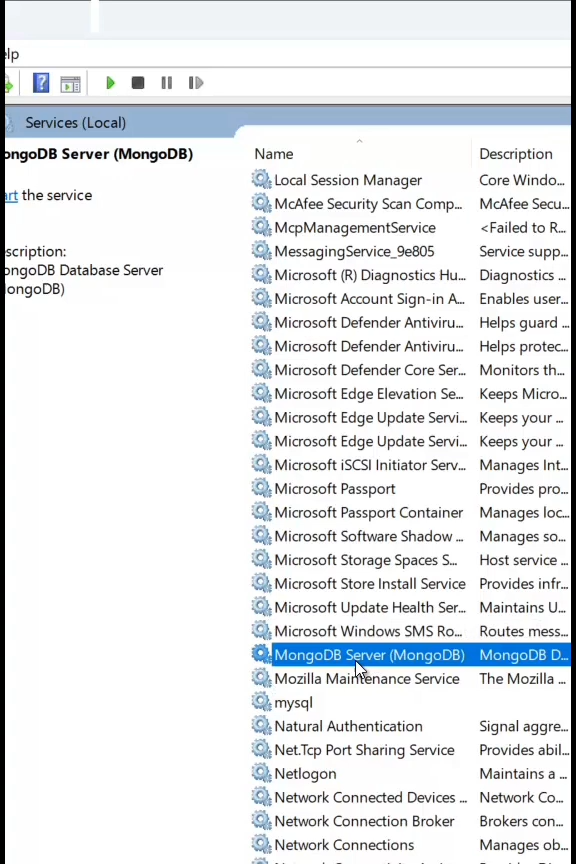 elp
Services (Local)
ongoDB Server (MongoDB)
art the service
scription:
ongoDB Database Server
ongoDB)
Name Description
Local Session Manager Core Windo...
McAfee Security Scan Comp... McAfee Secu...
McpManagementService <Failed to R...
MessagingService_9e805 Service supp...
Microsoft (R) Diagnostics Hu... Diagnostics ...
Microsoft Account Sign-in A... Enables user...
Microsoft Defender Antiviru... Helps guard ...
Microsoft Defender Antiviru... Helps protec...
Microsoft Defender Core Ser... Monitors th...
Microsoft Edge Elevation Se... Keeps Micro...
Microsoft Edge Update Servi... Keeps your ...
Microsoft Edge Update Servi... Keeps your ...
Microsoft iSCSI Initiator Serv... Manages Int...
Microsoft Passport Provides pro...
Microsoft Passport Container Manages loc...
Microsoft Software Shadow ... Manages so...
Microsoft Storage Spaces S... Host service ...
Microsoft Store Install Service Provides infr...
Microsoft Update Health Ser... Maintains U...
Microsoft Windows SMS Ro... Routes mess...
MongoDB Server (MongoDB) MongoDB D...
Mozilla Maintenance Service The Mozilla ...
mysql
Natural Authentication Signal aggre...
Net.Tcp Port Sharing Service Provides abil...
Netlogon Maintains a ...
Network Connected Devices ... Network Co...
Network Connection Broker Brokers con...
Network Connections Manages ob...